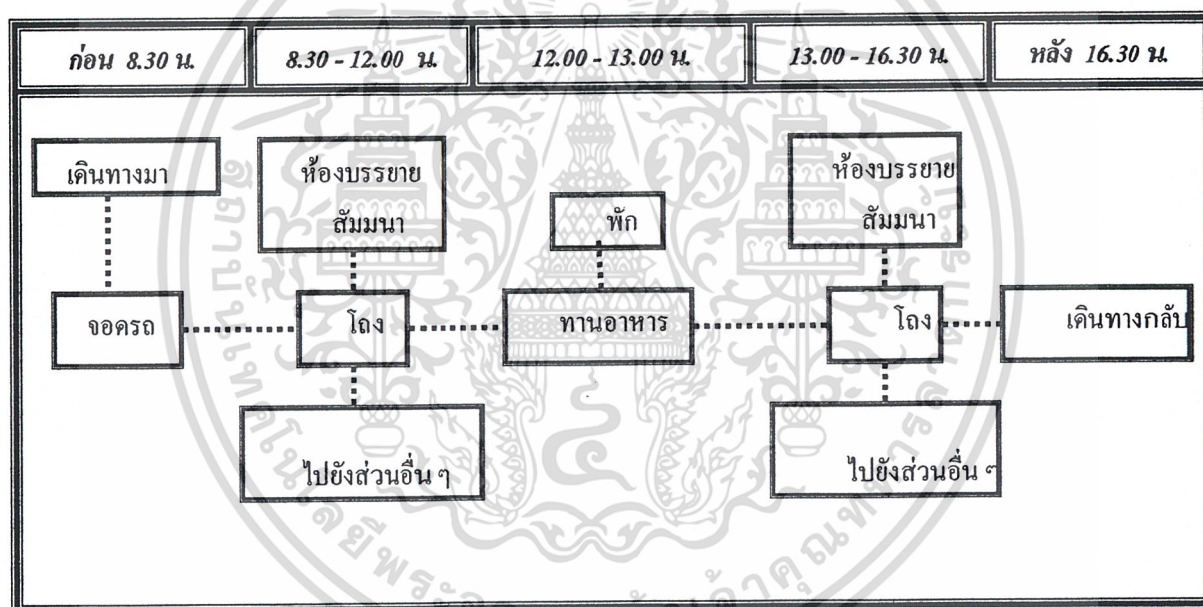 ก่อน 8.30 น.
8.30 - 12.00 น.
12.00 - 13.00 น.
13.00 - 16.30 น.
หลัง 16.30 น.
เดินทางมา
ห้องบรรยาย
สัมมนา
พัก
ห้องบรรยาย
สัมมนา
จอดรถ
โถง
ทานอาหาร
โถง
เดินทางกลับ
ไปยังส่วนอื่น ๆ
ไปยังส่วนอื่น ๆ